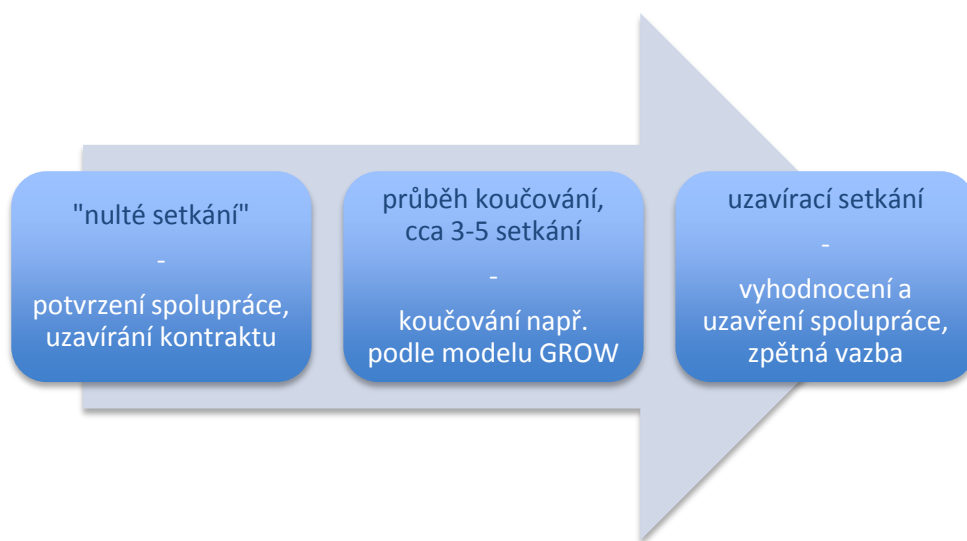 "nulté setkání"
-
potvrzení spolupráce,
uzavírání kontraktu
průběh koučování,
cca 3-5 setkání
-
koučování např.
podle modelu GROW
uzavírací setkání
-
vyhodnocení a
uzavření spolupráce,
zpětná vazba